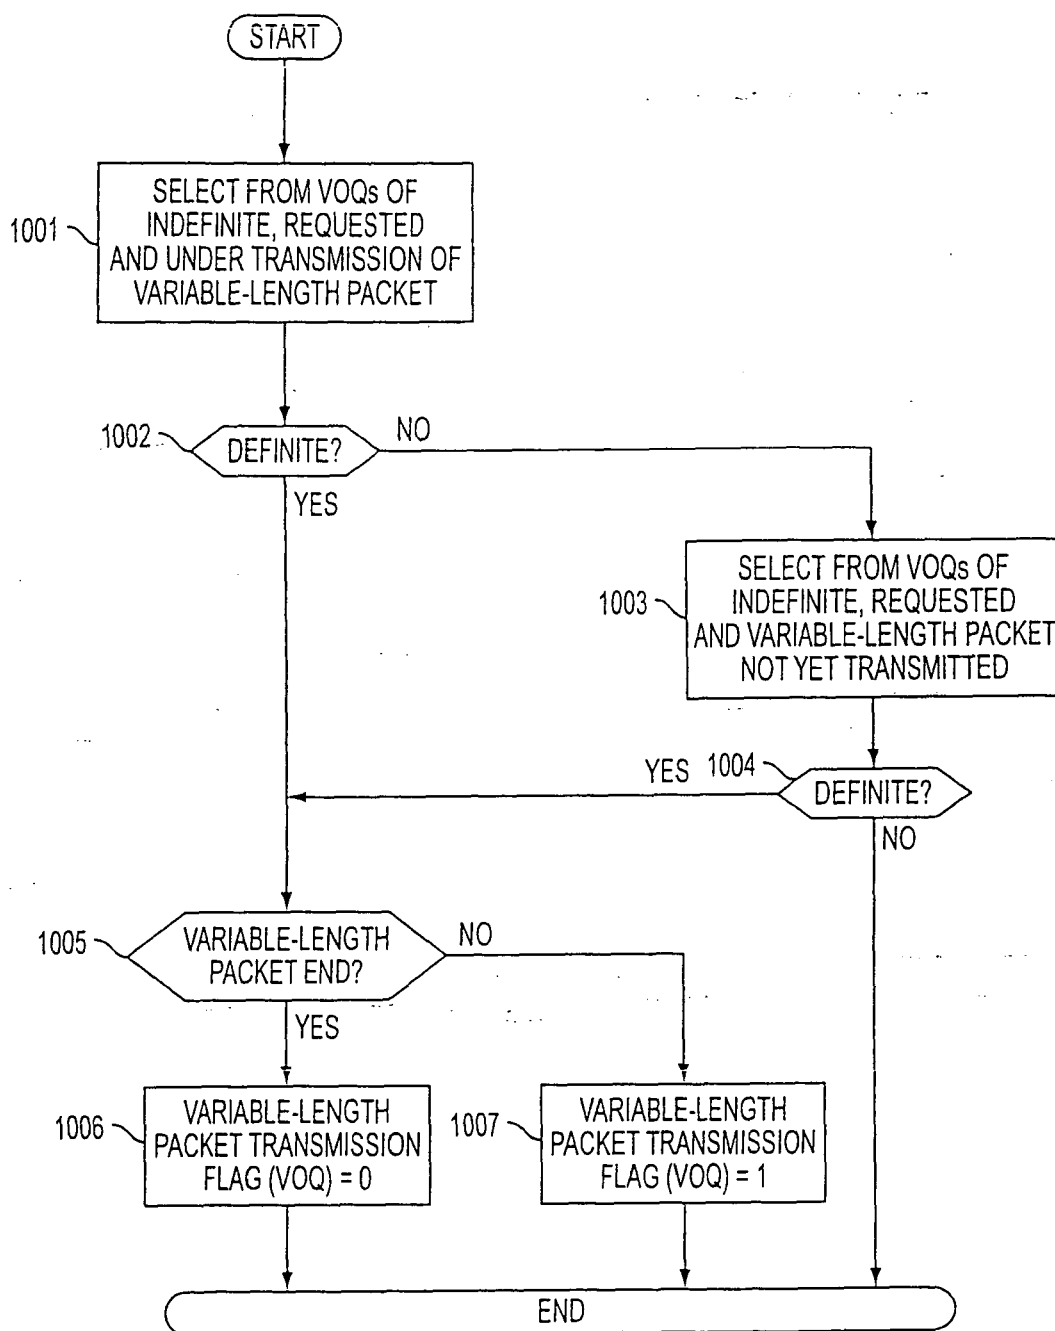 START
1001
SELECT FROM VOQs OF
INDEFINITE, REQUESTED
AND UNDER TRANSMISSION OF
VARIABLE-LENGTH PACKET
1002
DEFINITE?
NO
YES
1003
SELECT FROM VOQs OF
INDEFINITE, REQUESTED
AND VARIABLE-LENGTH PACKET
NOT YET TRANSMITTED
YES
1004
DEFINITE?
NO
1005
VARIABLE-LENGTH
PACKET END?
NO
YES
1006
VARIABLE-LENGTH
PACKET TRANSMISSION
FLAG (VOQ) = 0
1007
VARIABLE-LENGTH
PACKET TRANSMISSION
FLAG (VOQ) = 1
END